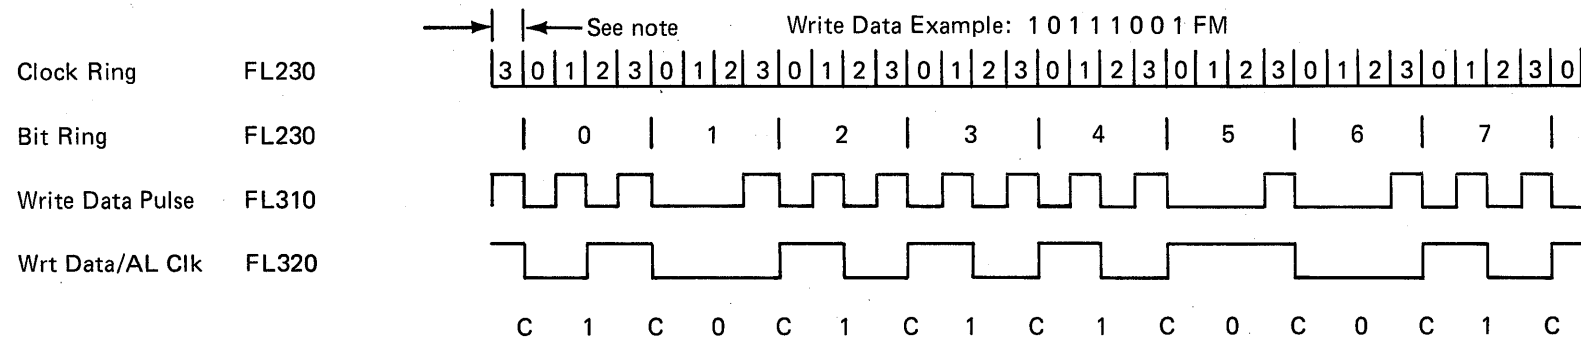 See note Write Data Example: 1 0 1 1 1 0 0 1 FM
Clock Ring FL230 3 0 1 2 3 0 1 2 3 0 1 2 3 0 1 2 3 0 1 2 3 0 1 2 3 0 1 2 3 0 1 2 3 0
Bit Ring FL230 0 1 2 3 4 5 6 7
Write Data Pulse FL310
Wrt Data/AL Clk FL320
C 1 C 0 C 1 C 1 C 1 C 0 C 0 C 1 C